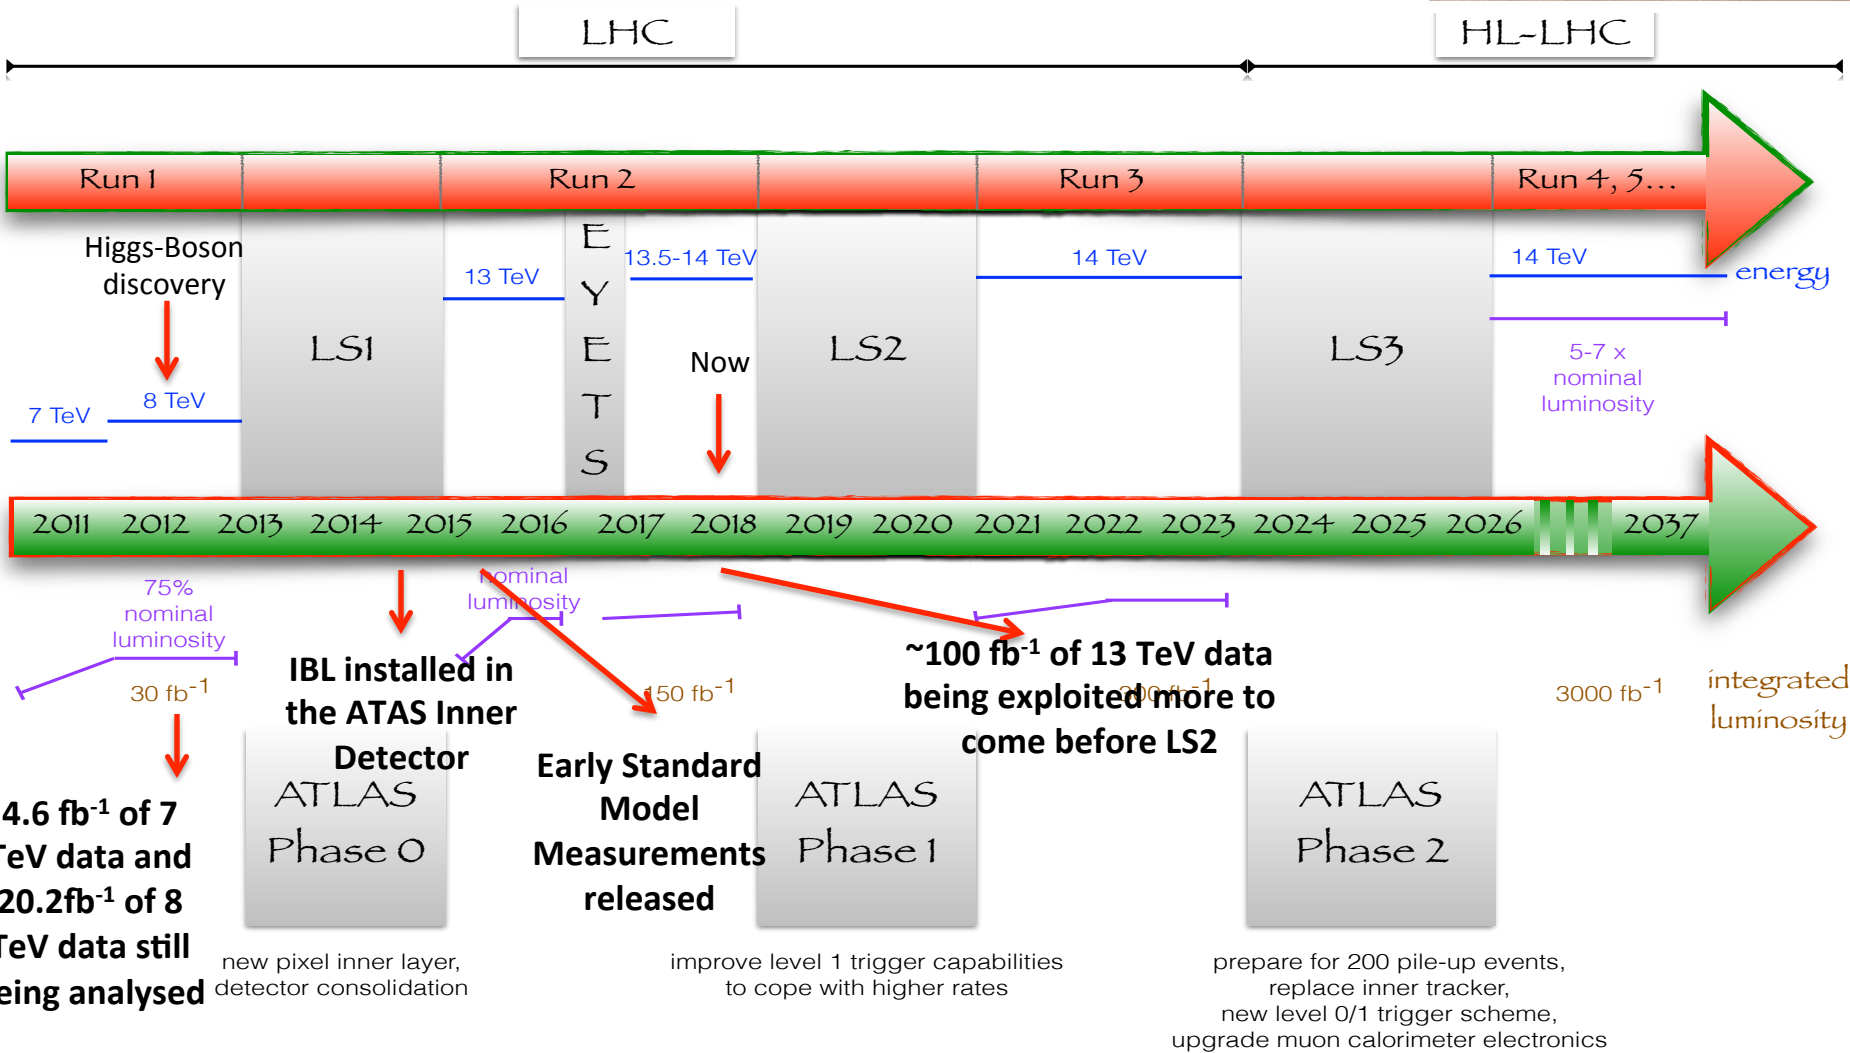 LHC
HL-LHC
Run 1
Run 2
Run 3
Run 4, 5...
Higgs-Boson
discovery
7 TeV
8 TeV
LS1
13 TeV
E
Y
E
T
S
13.5-14 TeV
Now
LS2
14 TeV
LS3
14 TeV
energy
5-7 x
nominal
luminosity
2011 2012 2013 2014 2015 2016 2017 2018 2019 2020 2021 2022 2023 2024 2025 2026 2037
75%
nominal
luminosity
nominal
luminosity
30 fb⁻¹
150 fb⁻¹
300 fb⁻¹
3000 fb⁻¹
integrated
luminosity
IBL installed in
the ATAS Inner
Detector
~100 fb⁻¹ of 13 TeV data
being exploited more to
come before LS2
Early Standard
Model
Measurements
released
4.6 fb⁻¹ of 7
TeV data and
20.2fb⁻¹ of 8
TeV data still
eing analysed
ATLAS
Phase 0
ATLAS
Phase 1
ATLAS
Phase 2
new pixel inner layer,
detector consolidation
improve level 1 trigger capabilities
to cope with higher rates
prepare for 200 pile-up events,
replace inner tracker,
new level 0/1 trigger scheme,
upgrade muon calorimeter electronics